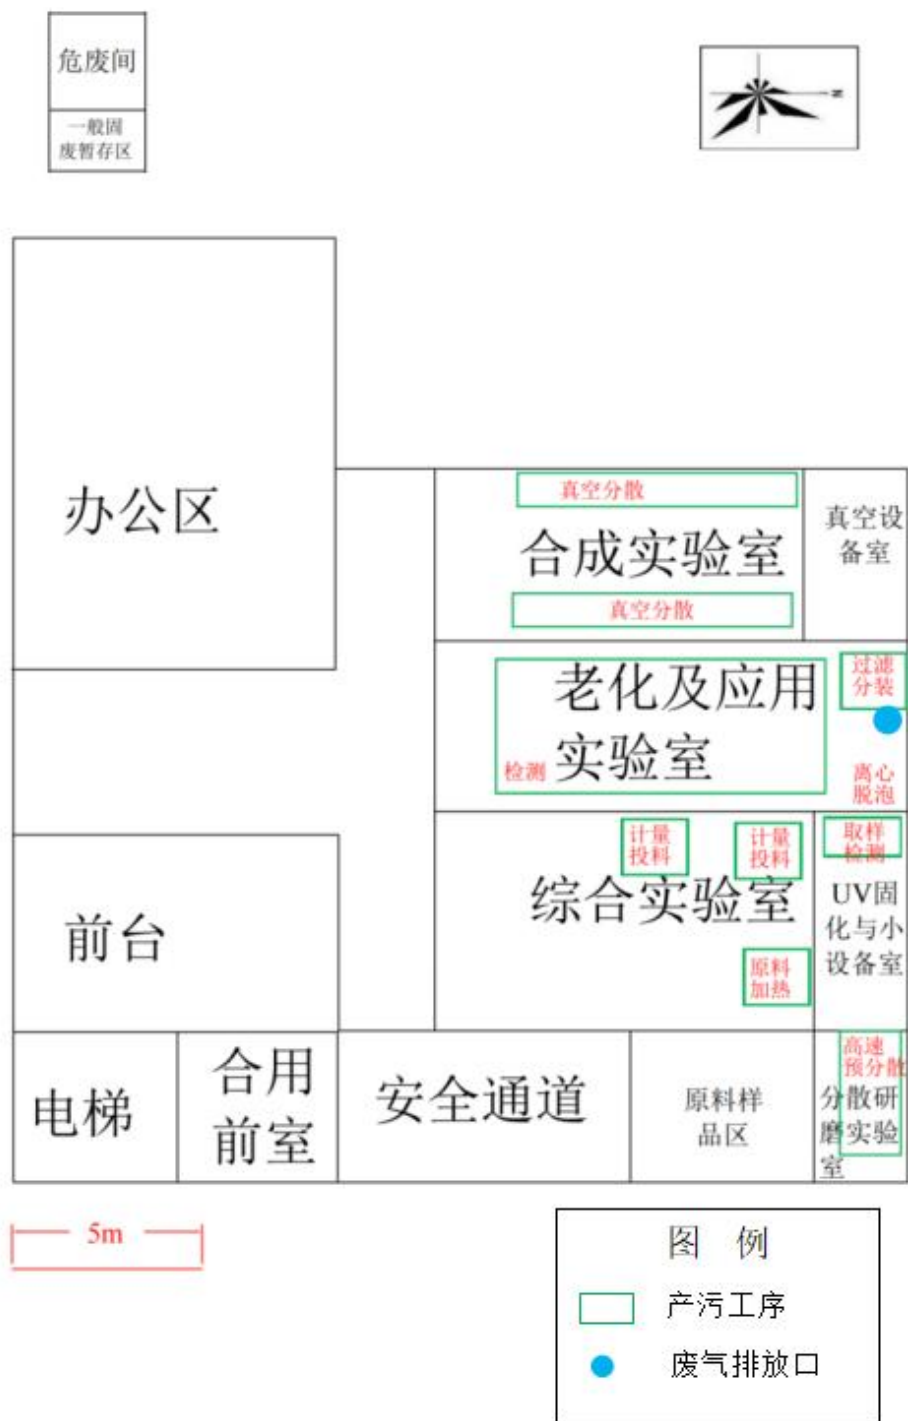 危废间
一般固
废暂存区
N
办公区
真空分散
合成实验室
真空分散
真空设
备室
老化及应用
实验室
检测
过滤
分装
离心
脱泡
计量
投料
计量
投料
综合实验室
原料
加热
取样
检测
UV固
化与小
设备室
前台
电梯
合用
前室
安全通道
原料样
品区
高速
预分散
分散研
磨实验
室
5m
图 例
产污工序
废气排放口